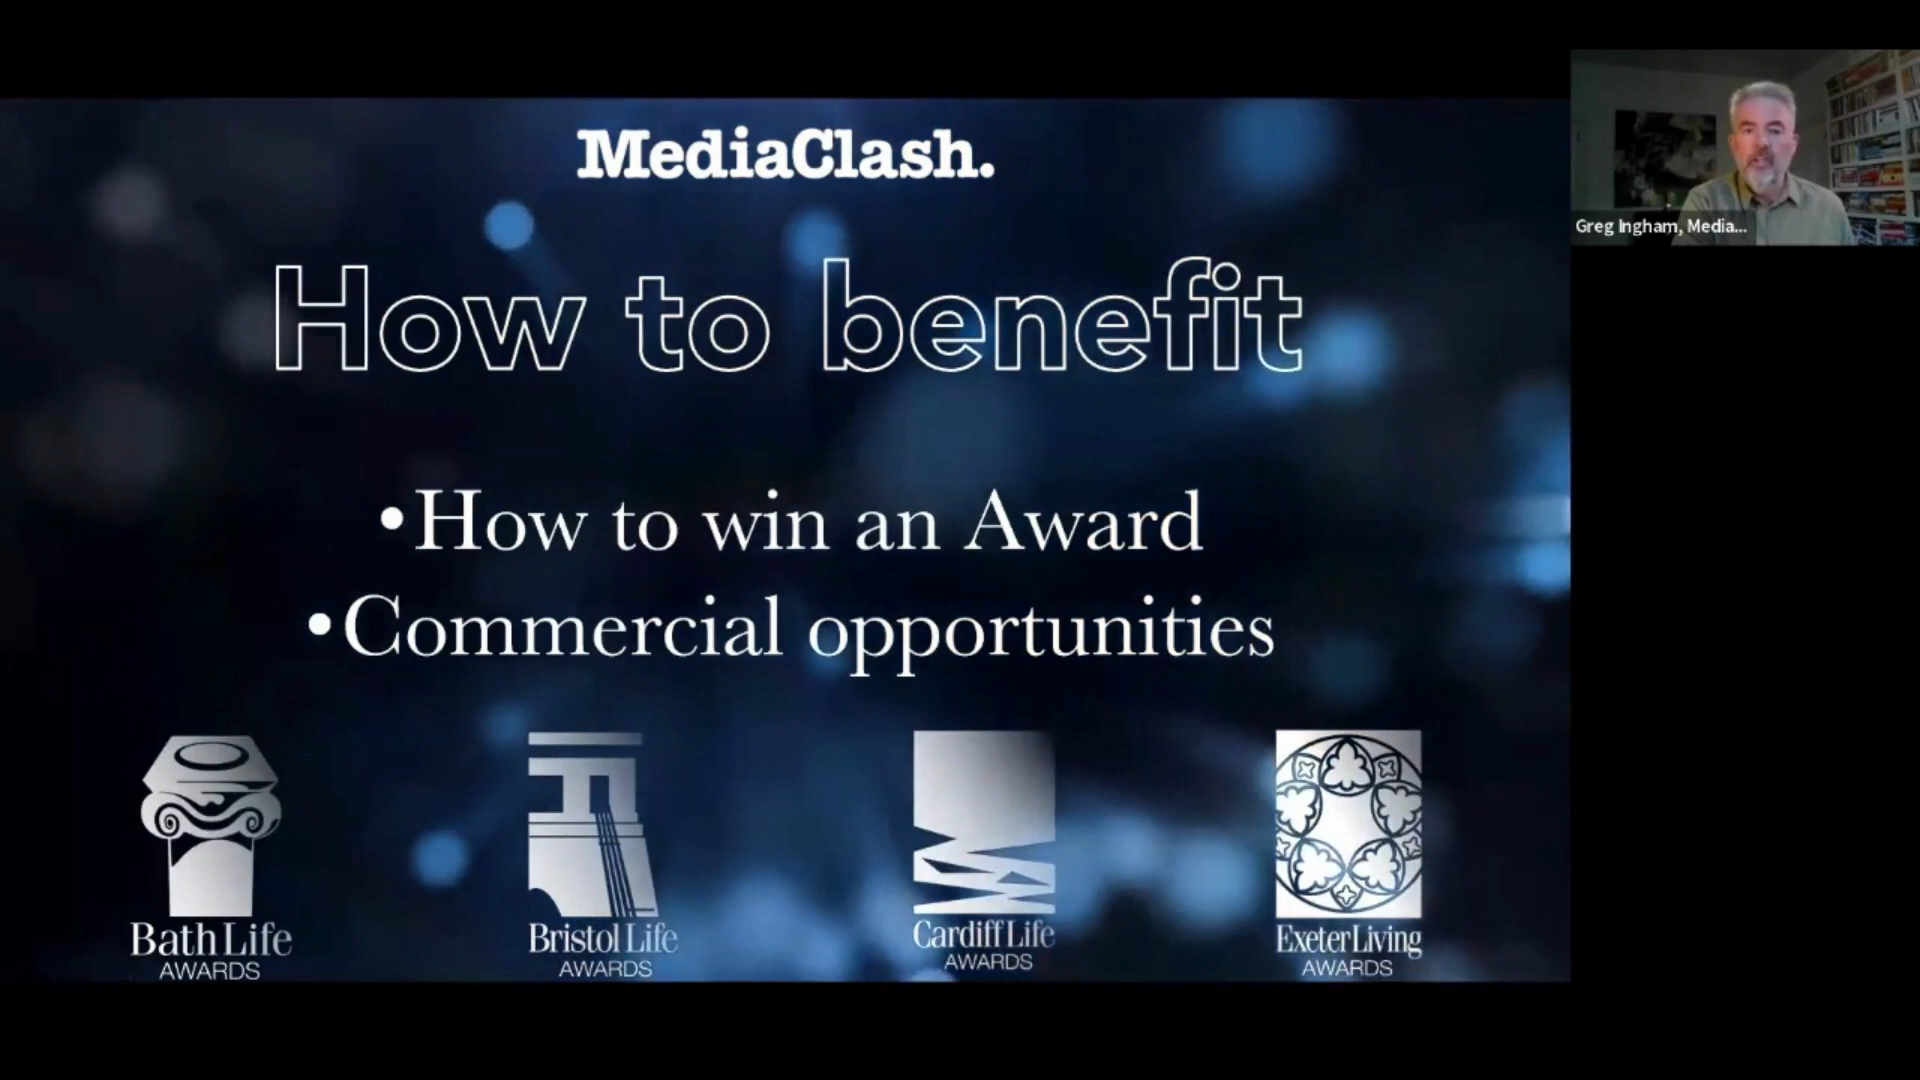 MediaClash.
How to benefit
•How to win an Award
•Commercial opportunities
Bath Life
AWARDS
Bristol Life
AWARDS
Cardiff Life
AWARDS
Exeter Living
AWARDS
Greg Ingham, Media...